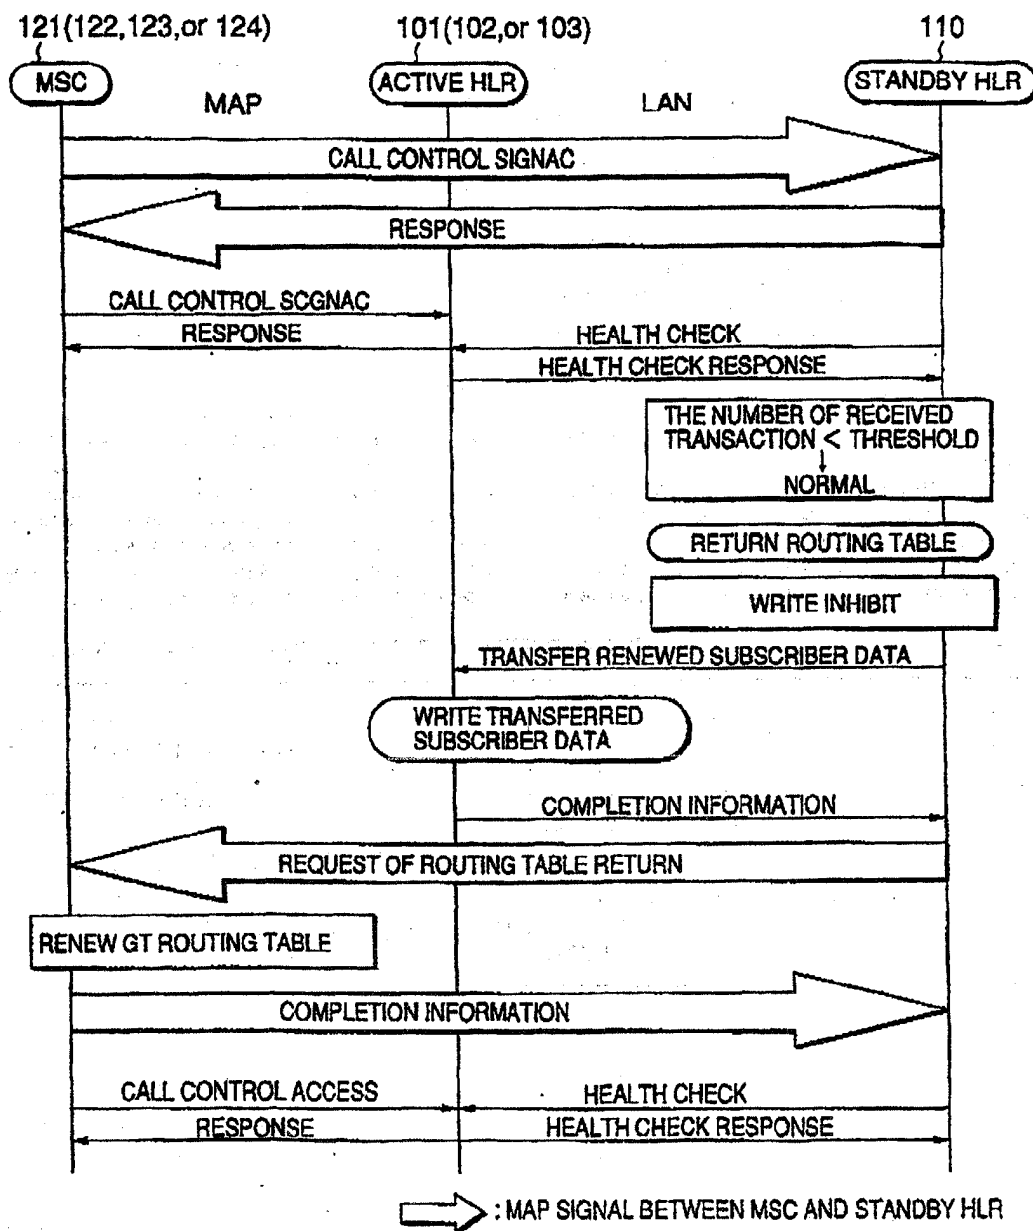 121(122,123,or 124)
101(102,or 103)
110
MSC
ACTIVE HLR
STANDBY HLR
MAP
LAN
CALL CONTROL SIGNAC
RESPONSE
CALL CONTROL SCGNAC
RESPONSE
HEALTH CHECK
HEALTH CHECK RESPONSE
THE NUMBER OF RECEIVED
TRANSACTION < THRESHOLD
NORMAL
RETURN ROUTING TABLE
WRITE INHIBIT
TRANSFER RENEWED SUBSCRIBER DATA
WRITE TRANSFERRED
SUBSCRIBER DATA
COMPLETION INFORMATION
REQUEST OF ROUTING TABLE RETURN
RENEW GT ROUTING TABLE
COMPLETION INFORMATION
CALL CONTROL ACCESS
HEALTH CHECK
RESPONSE
HEALTH CHECK RESPONSE
: MAP SIGNAL BETWEEN MSC AND STANDBY HLR